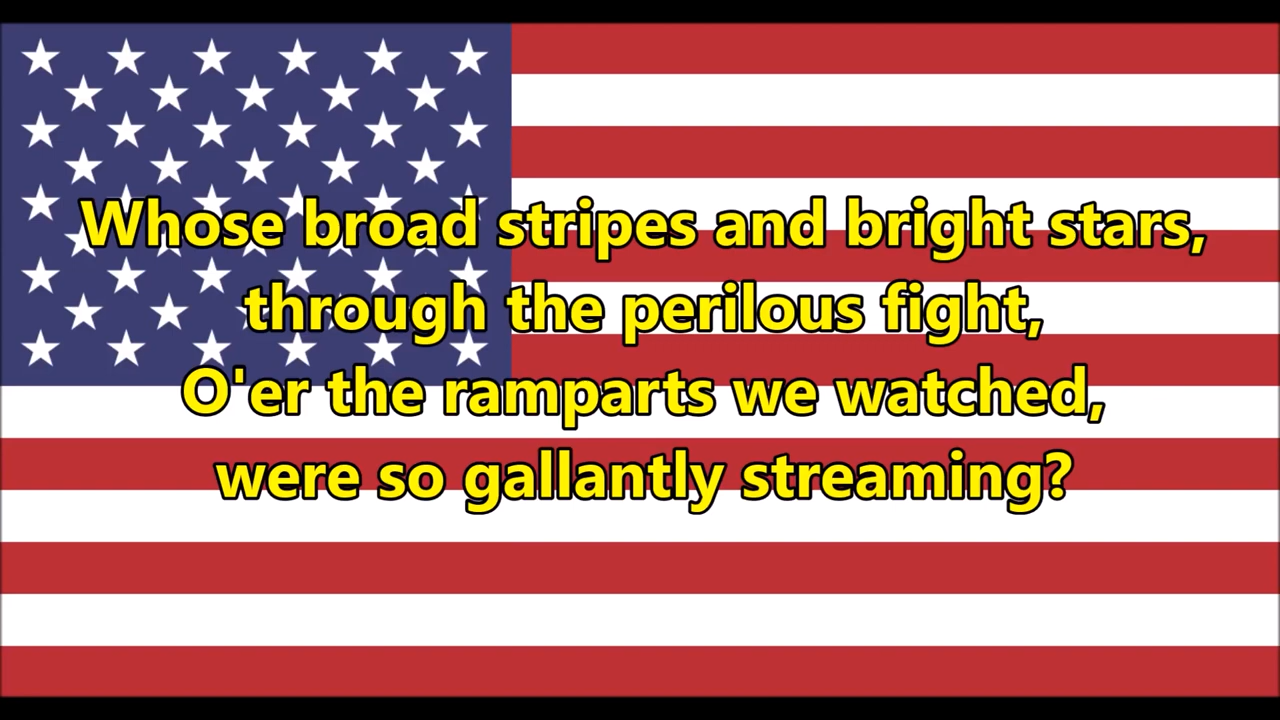 Whose broad stripes and bright stars,
through the perilous fight,
O'er the ramparts we watched,
were so gallantly streaming?